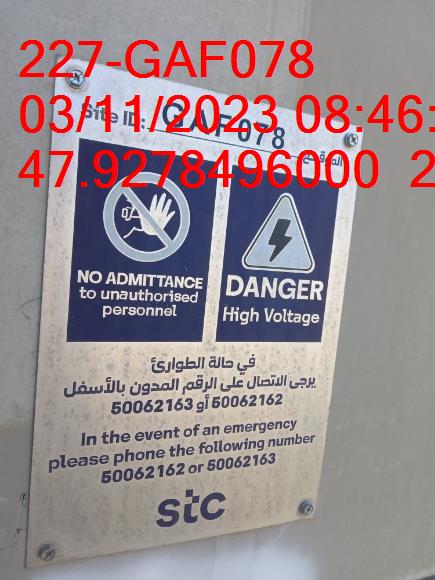 227-GAF078
03/11/2023 08:46:
47.9278496000 2
Site ID: GAF078
NO ADMITTANCE
to unauthorised
personnel
DANGER
High Voltage
في حالة الطوارئ
يرجى الاتصال على الرقم المدون بالأسفل
50062162 أو 50062163
In the event of an emergency
please phone the following number
50062162 or 50062163
stc